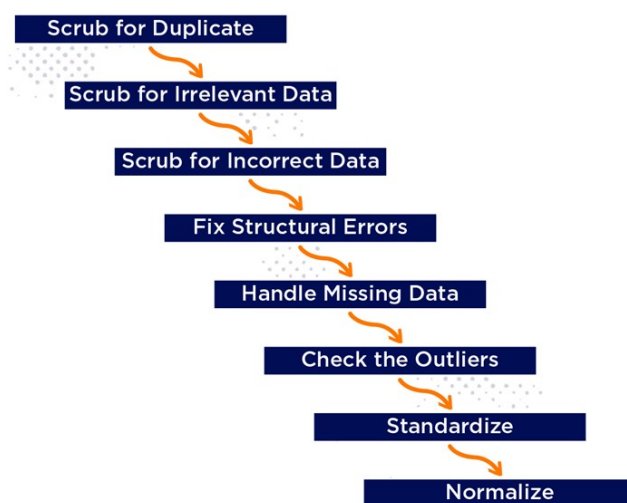 Scrub for Duplicate
Scrub for Irrelevant Data
Scrub for Incorrect Data
Fix Structural Errors
Handle Missing Data
Check the Outliers
Standardize
Normalize